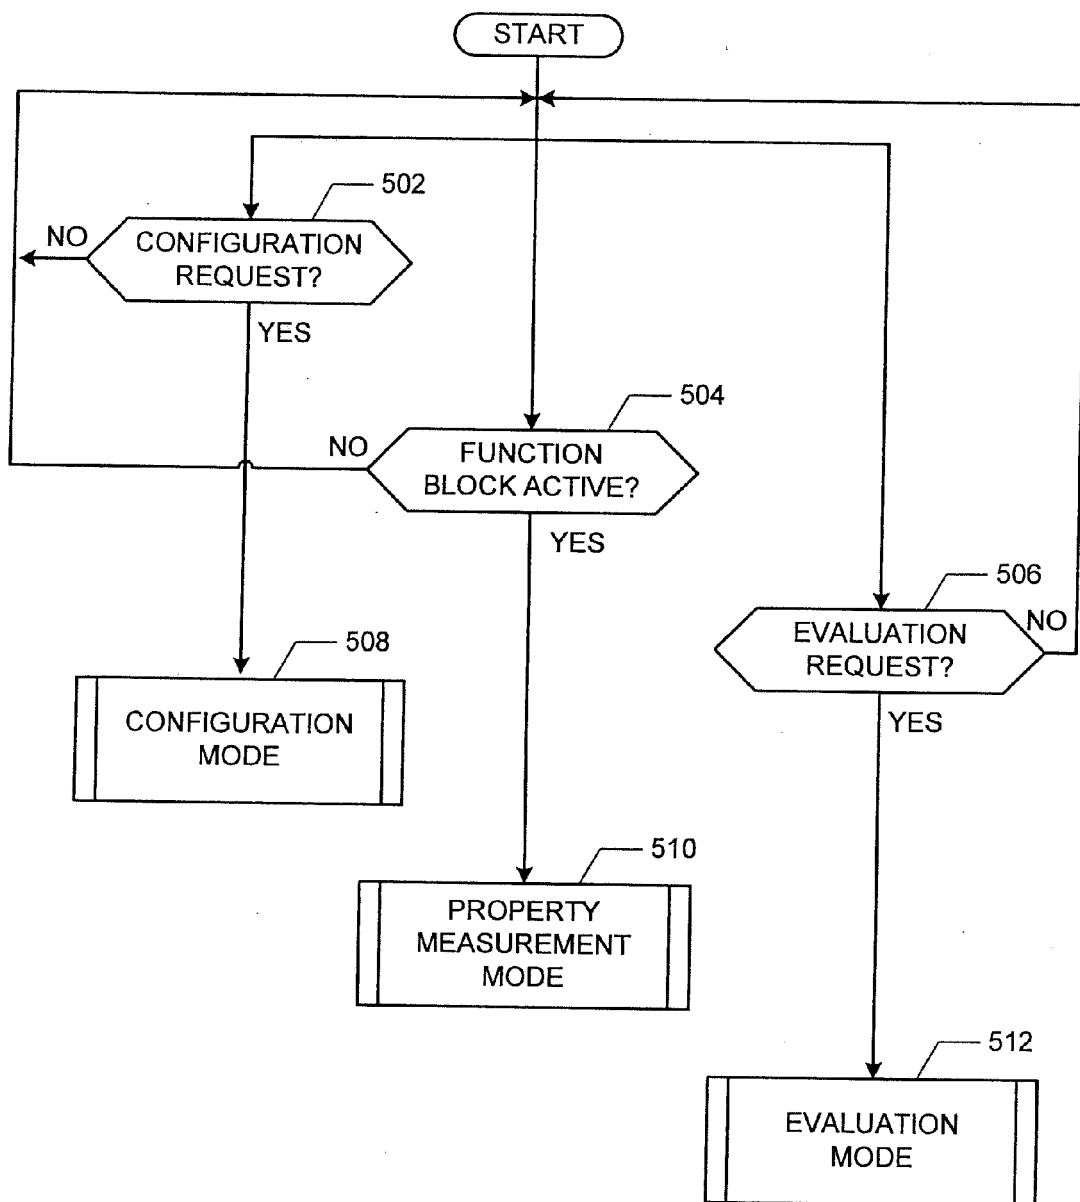 START
502
CONFIGURATION
REQUEST?
NO
YES
504
FUNCTION
BLOCK ACTIVE?
NO
YES
506
EVALUATION
REQUEST?
NO
YES
508
CONFIGURATION
MODE
510
PROPERTY
MEASUREMENT
MODE
512
EVALUATION
MODE